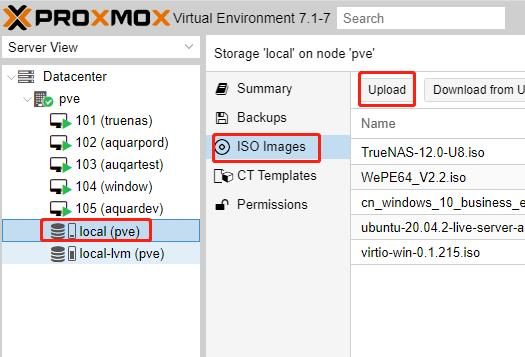 PROXMOX Virtual Environment 7.1-7 Search
Server View
Datacenter
pve
101 (truenas)
102 (aquarpord)
103 (auqartest)
104 (window)
105 (aquardev)
local (pve)
local-lvm (pve)
Storage 'local' on node 'pve'
Summary
Backups
ISO Images
CT Templates
Permissions
Upload
Download from U
Name
TrueNAS-12.0-U8.iso
WePE64_V2.2.iso
cn_windows_10_business_e
ubuntu-20.04.2-live-server-a
virtio-win-0.1.215.iso